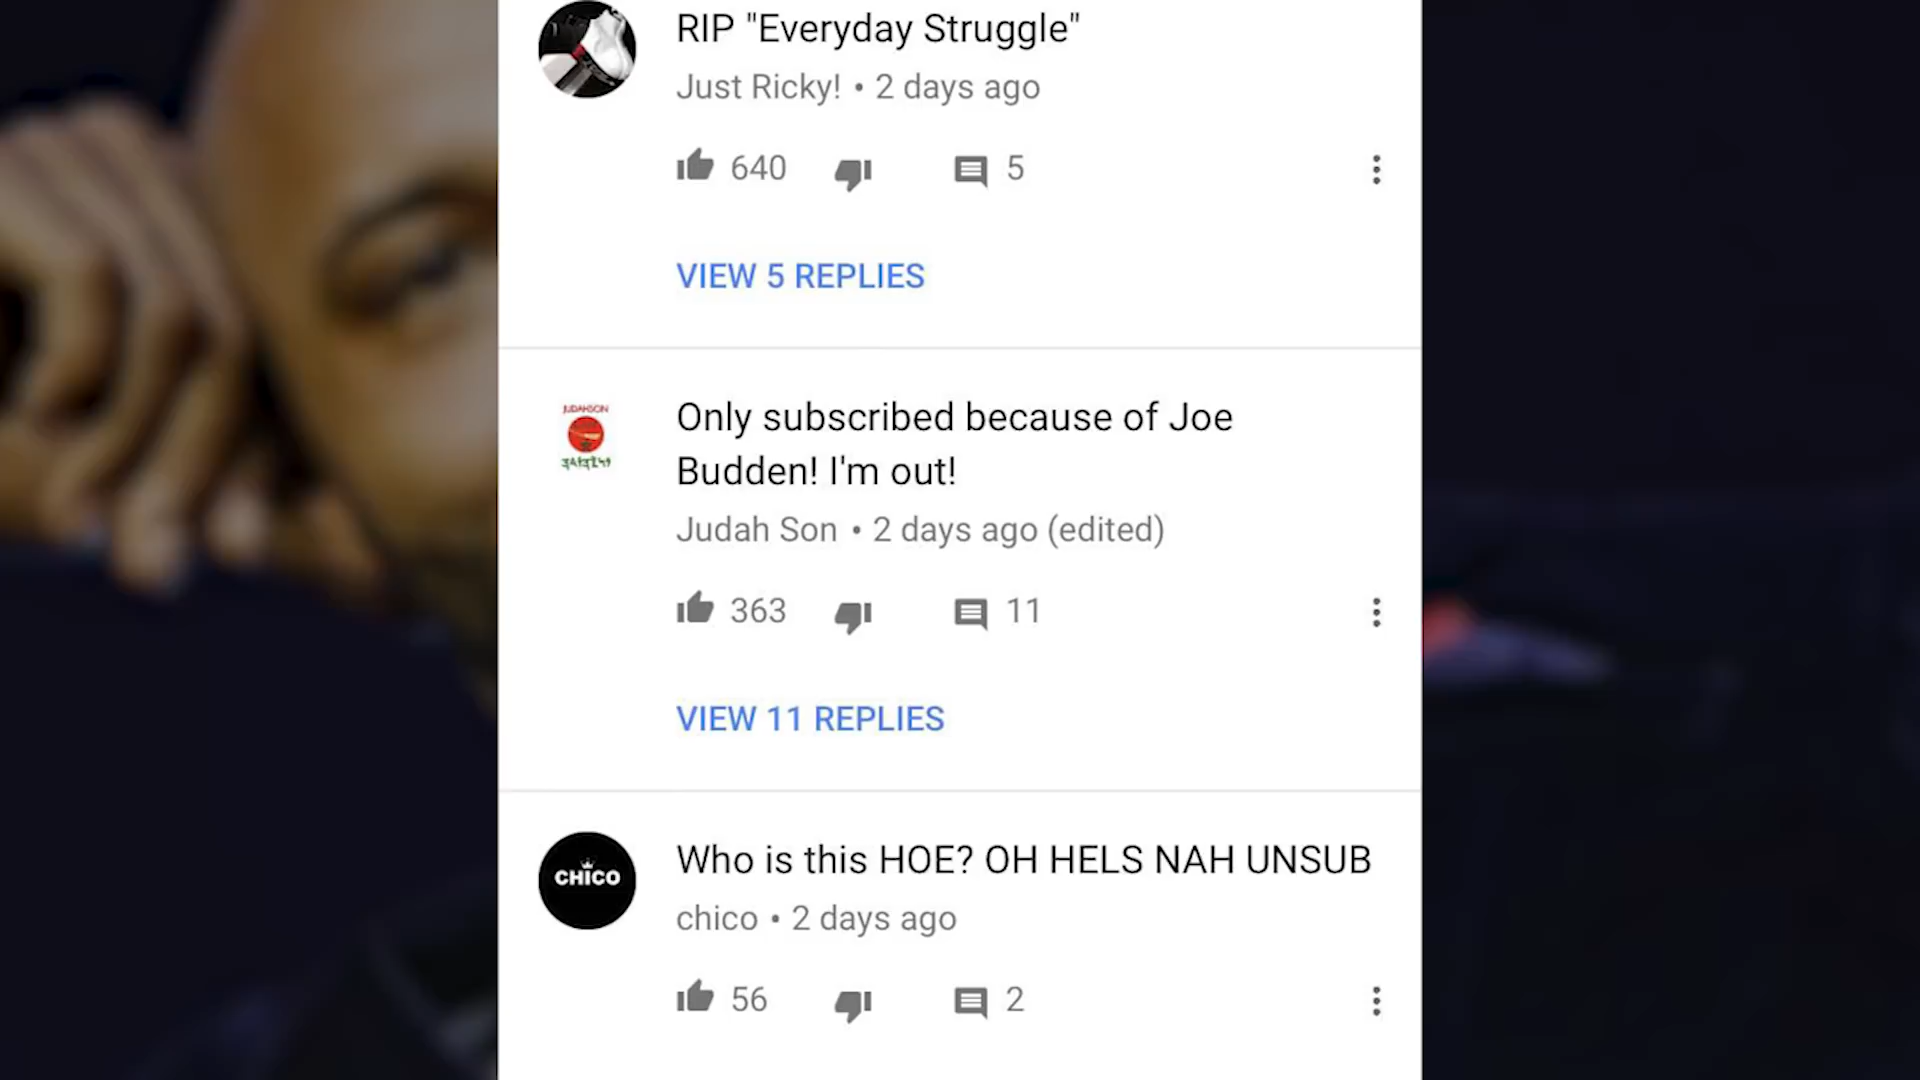 RIP "Everyday Struggle"
Just Ricky! • 2 days ago
640 5
VIEW 5 REPLIES
JUDAHSON
Only subscribed because of Joe
Budden! I'm out!
Judah Son • 2 days ago (edited)
363 11
VIEW 11 REPLIES
CHICO
Who is this HOE? OH HELS NAH UNSUB
chico • 2 days ago
56 2